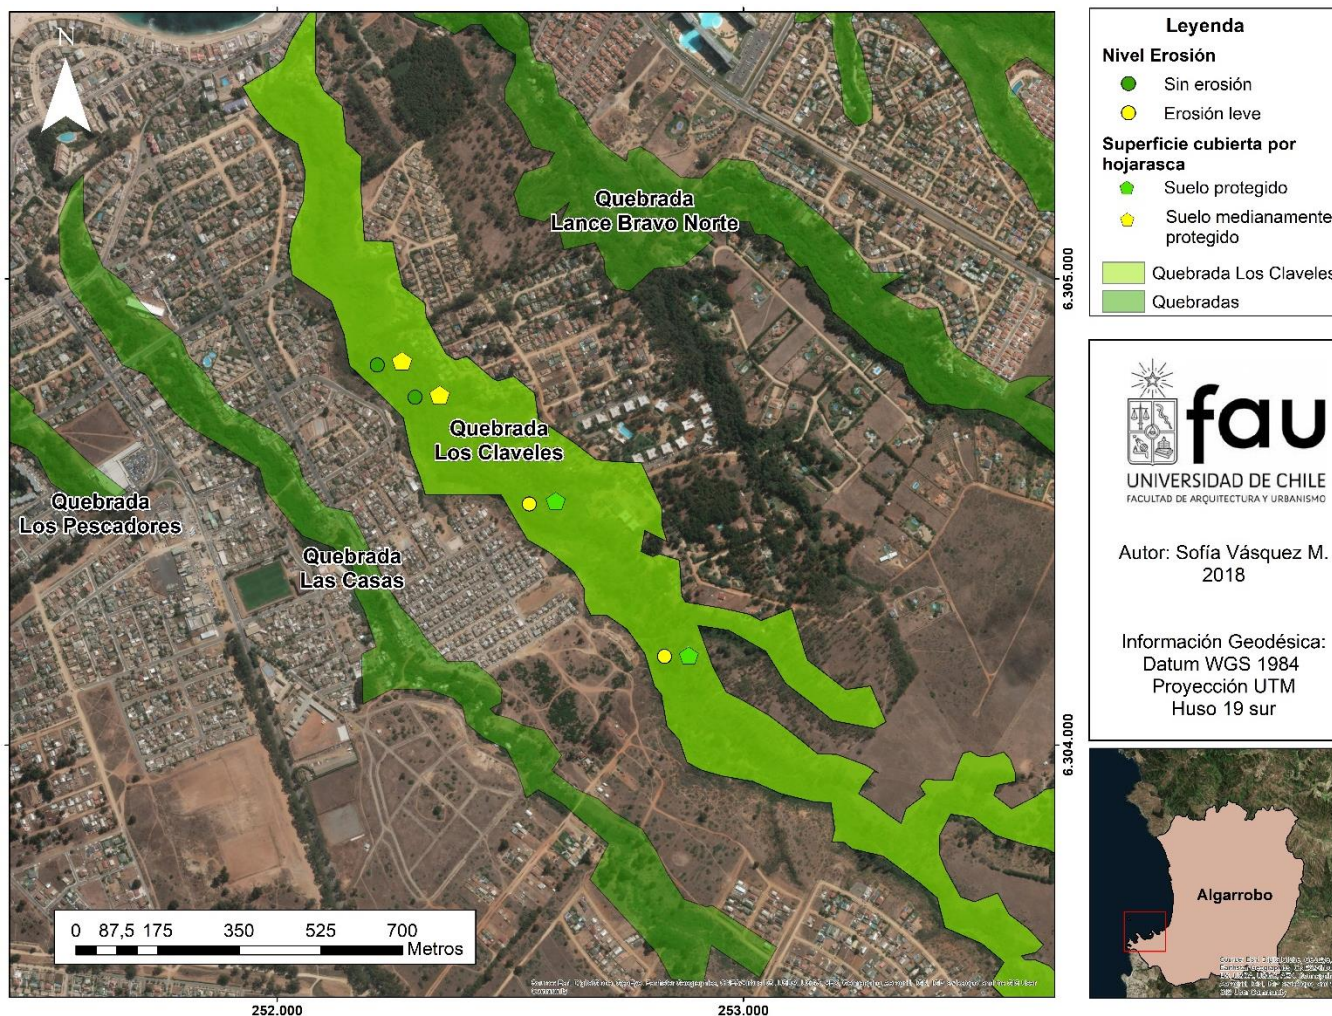 N
Quebrada
Lance Bravo Norte
Quebrada
Los Claveles
Quebrada
Los Pescadores
Quebrada
Las Casas
0 87,5 175 350 525 700
Metros
252.000
253.000
6.305.000
6.304.000
Leyenda
Nivel Erosión
Sin erosión
Erosión leve
Superficie cubierta por
hojarasca
Suelo protegido
Suelo medianamente
protegido
Quebrada Los Claveles
Quebradas
fau
UNIVERSIDAD DE CHILE
FACULTAD DE ARQUITECTURA Y URBANISMO
Autor: Sofía Vásquez M.
2018
Información Geodésica:
Datum WGS 1984
Proyección UTM
Huso 19 sur
Algarrobo